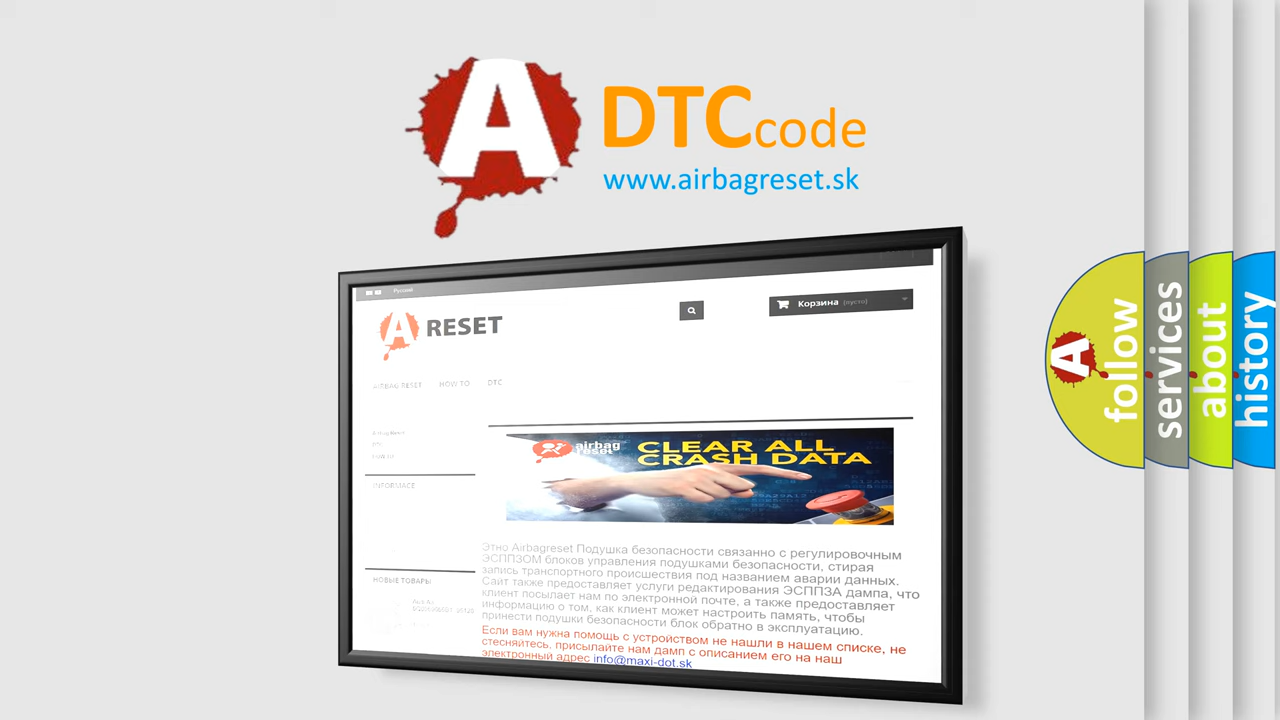 A
DTCcode
www.airbagreset.sk
Русский
A RESET
Корзина (пусто)
AIRBAG RESET HOW TO DTC
INFORMACE
airbag
reset
CLEAR ALL
CRASH DATA
Этно Airbagreset Подушка безопасности связанно с регулировочным
ЭСППЗОМ блоков управления подушками безопасности, стирая
запись транспортного происшествия под названием аварии данных.
Сайт также предоставляет услуги редактирования ЭСППЗА дампа, что
клиент посылает нам по электронной почте, а также предоставляет
информацию о том, как клиент может настроить память, чтобы
принести подушки безопасности блок обратно в эксплуатацию.
Если вам нужна помощь с устройством не нашли в нашем списке, не
стесняйтесь, присылайте нам дамп с описанием его на наш
электронный адрес info@maxi-dot.sk
НОВЫЕ ТОВАРЫ
A
follow
services
about
history